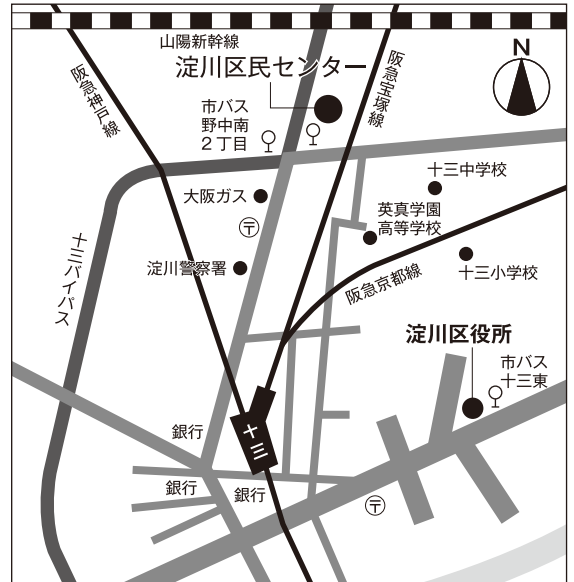 山陽新幹線
淀川区民センター
阪急神戸線
阪急宝塚線
市バス
野中南
2丁目
N
十三中学校
大阪ガス
英真学園
高等学校
〒
十三バイパス
淀川警察署
十三小学校
阪急京都線
淀川区役所
市バス
十三東
十三
銀行
銀行
銀行
〒